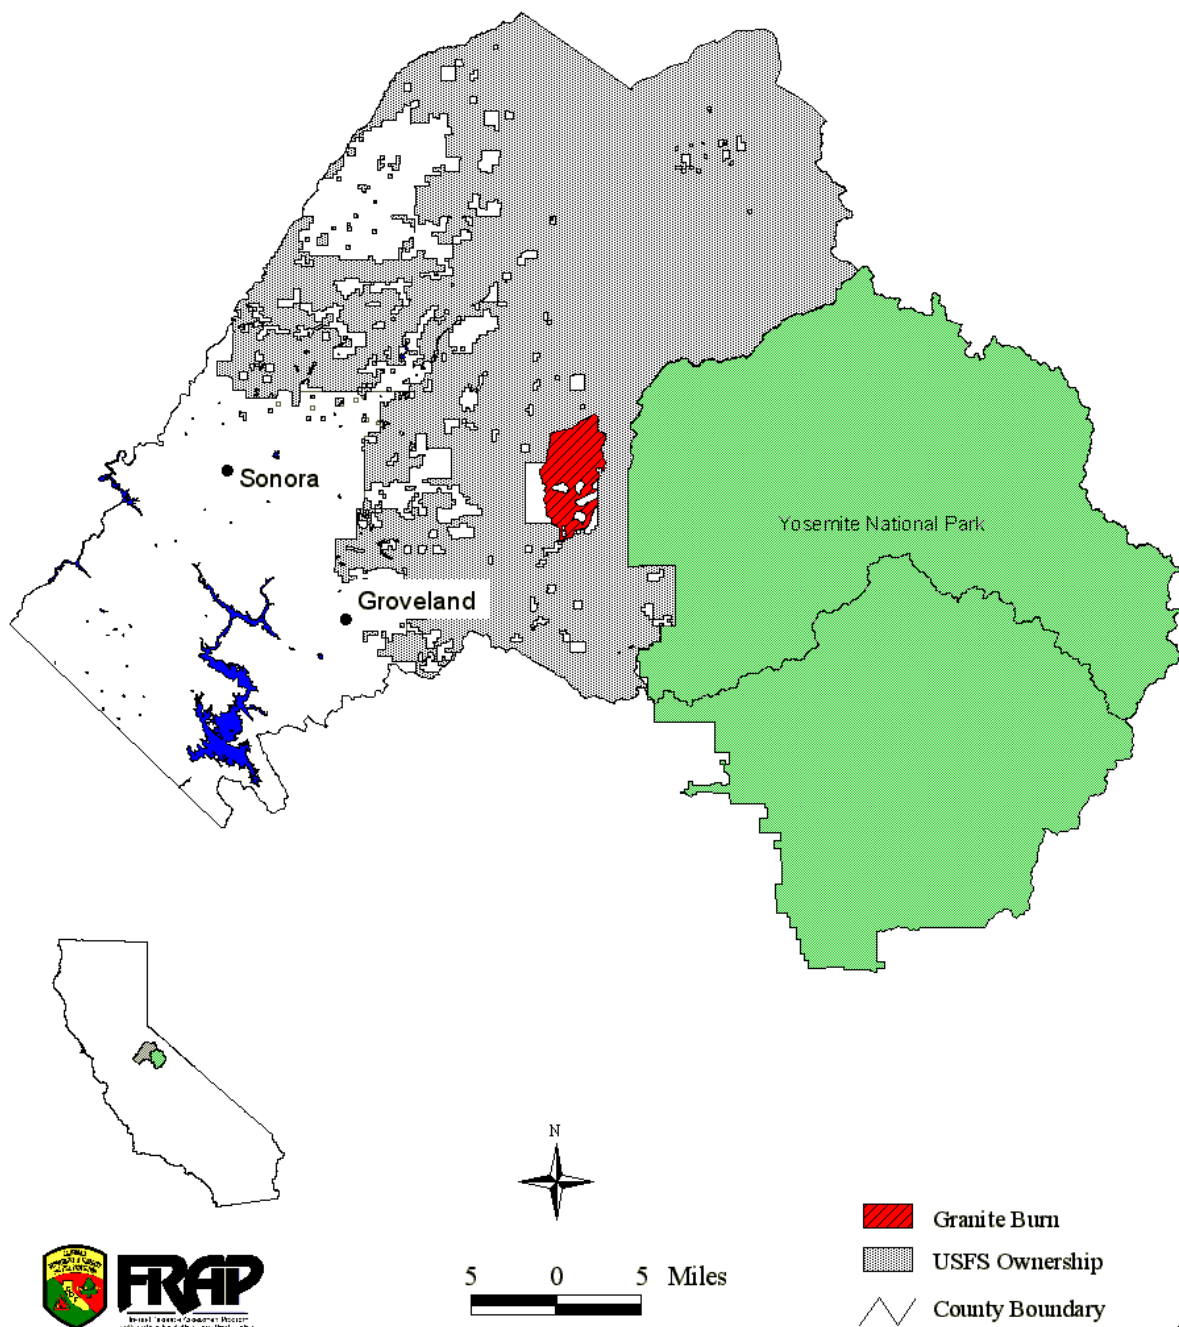 Sonora
Yosemite National Park
Groveland
N
Granite Burn
USFS Ownership
County Boundary
5 0 5 Miles
FRAP